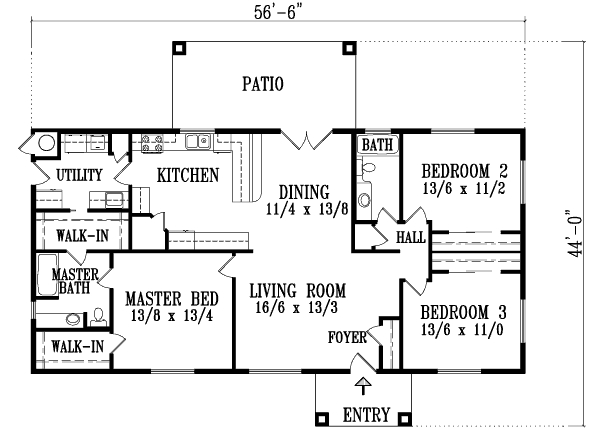 56'-6"
PATIO
BATH
UTILITY
KITCHEN
BEDROOM 2
13/6 x 11/2
DINING
11/4 x 13/8
WALK-IN
HALL
44'-0"
MASTER
BATH
MASTER BED
13/8 x 13/4
LIVING ROOM
16/6 x 13/3
BEDROOM 3
13/6 x 11/0
FOYER
WALK-IN
ENTRY